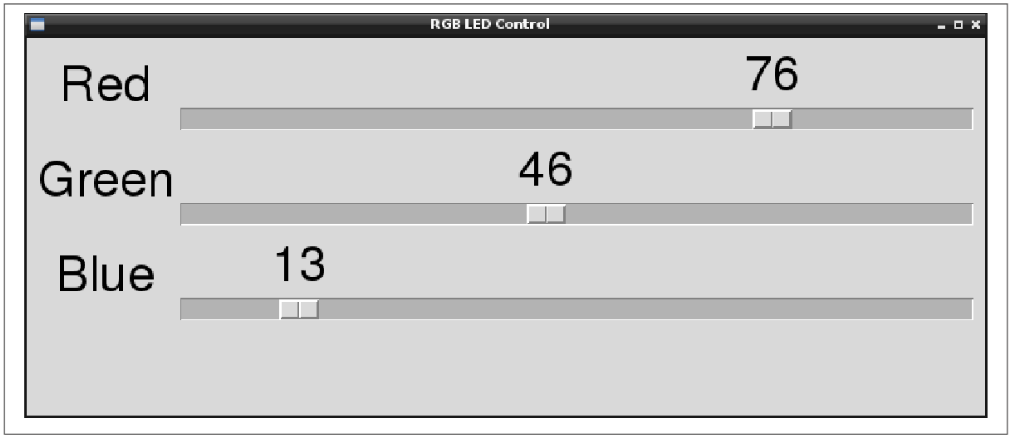 RGB LED Control
Red
76
Green
46
Blue
13